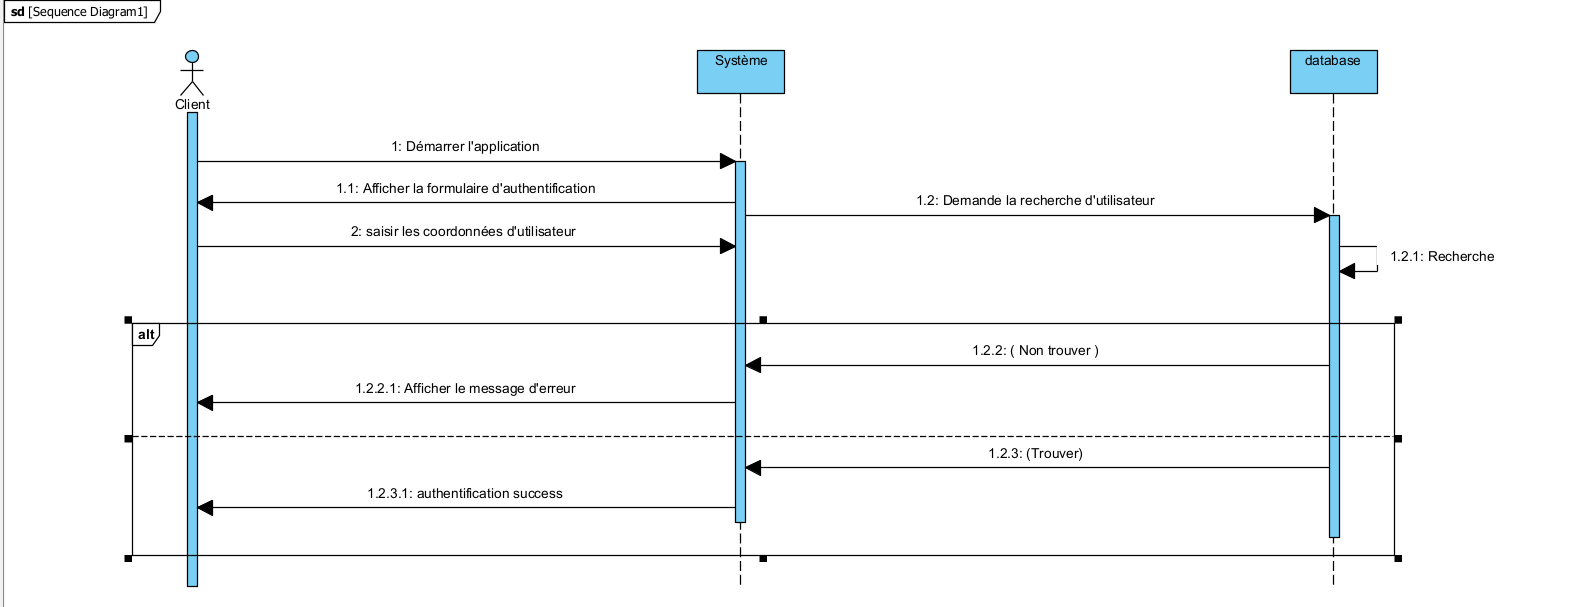 sd [Sequence Diagram1]
Client
Système
database
1: Démarrer l'application
1.1: Afficher la formulaire d'authentification
1.2: Demande la recherche d'utilisateur
2: saisir les coordonnées d'utilisateur
1.2.1: Recherche
alt
1.2.2: ( Non trouver )
1.2.2.1: Afficher le message d'erreur
1.2.3: (Trouver)
1.2.3.1: authentification success